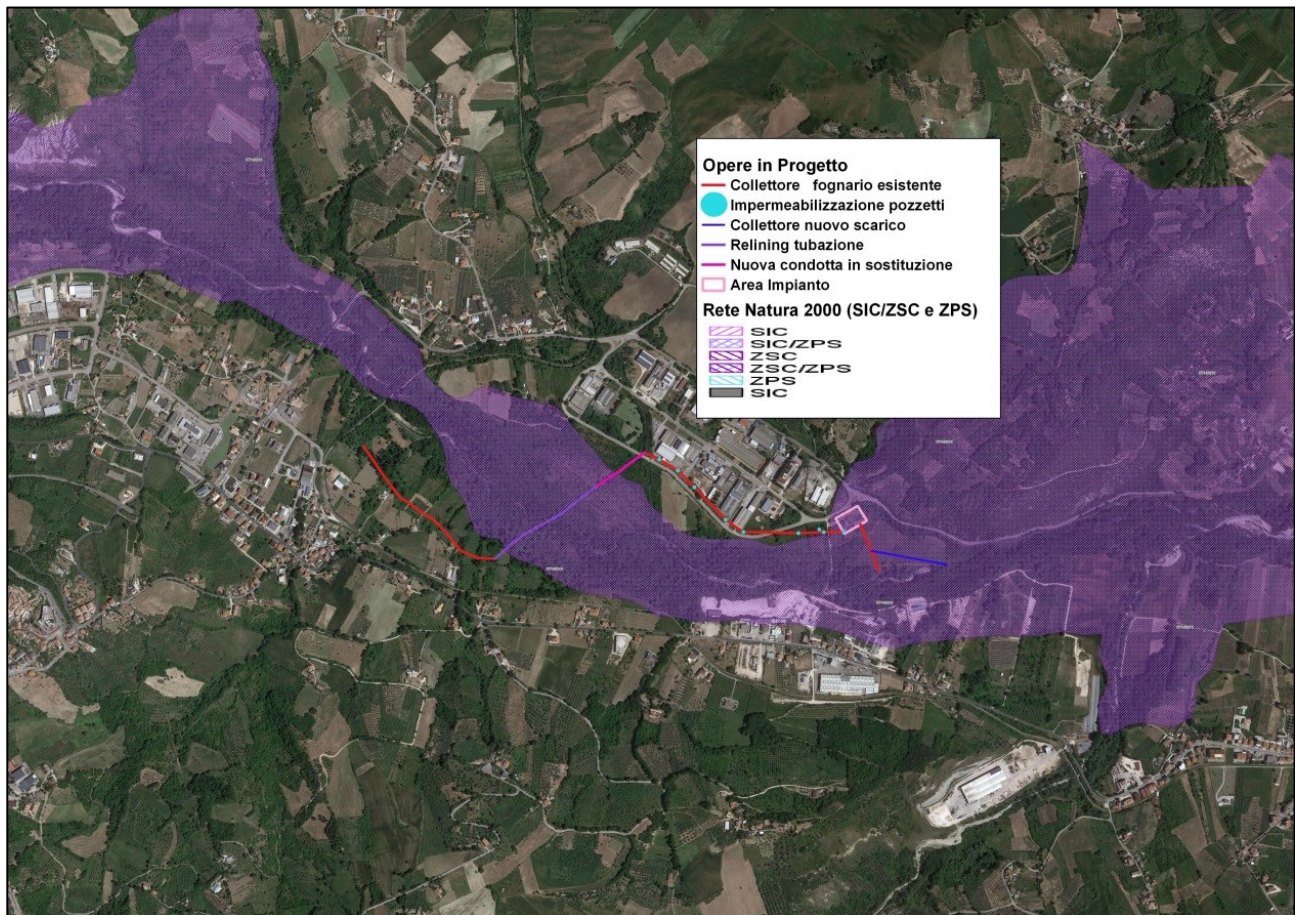 Opere in Progetto
Collettore fognario esistente
Impermeabilizzazione pozzetti
Collettore nuovo scarico
Relining tubazione
Nuova condotta in sostituzione
Area Impianto
Rete Natura 2000 (SIC/ZSC e ZPS)
SIC
SIC/ZPS
ZSC
ZSC/ZPS
ZPS
SIC